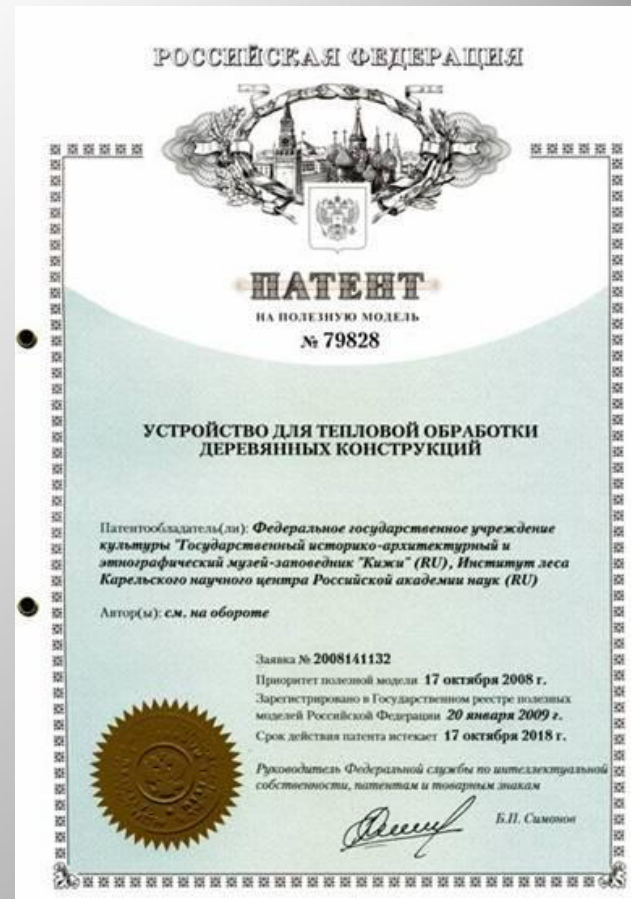 РОССИЙСКАЯ ФЕДЕРАЦИЯ
ПАТЕНТ
НА ПОЛЕЗНУЮ МОДЕЛЬ
№ 79828
УСТРОЙСТВО ДЛЯ ТЕПЛОВОЙ ОБРАБОТКИ
ДЕРЕВЯННЫХ КОНСТРУКЦИЙ
Патентообладатель(ли): Федеральное государственное учреждение
культуры "Государственный историко-архитектурный и
этнографический музей-заповедник "Кижи" (RU), Институт леса
Карельского научного центра Российской академии наук (RU)
Автор(ы): см. на обороте
Заявка № 2008141132
Приоритет полезной модели 17 октября 2008 г.
Зарегистрировано в Государственном реестре полезных
моделей Российской Федерации 20 января 2009 г.
Срок действия патента истекает 17 октября 2018 г.
Руководитель Федеральной службы по интеллектуальной
собственности, патентам и товарным знакам
Б.П. Симонов